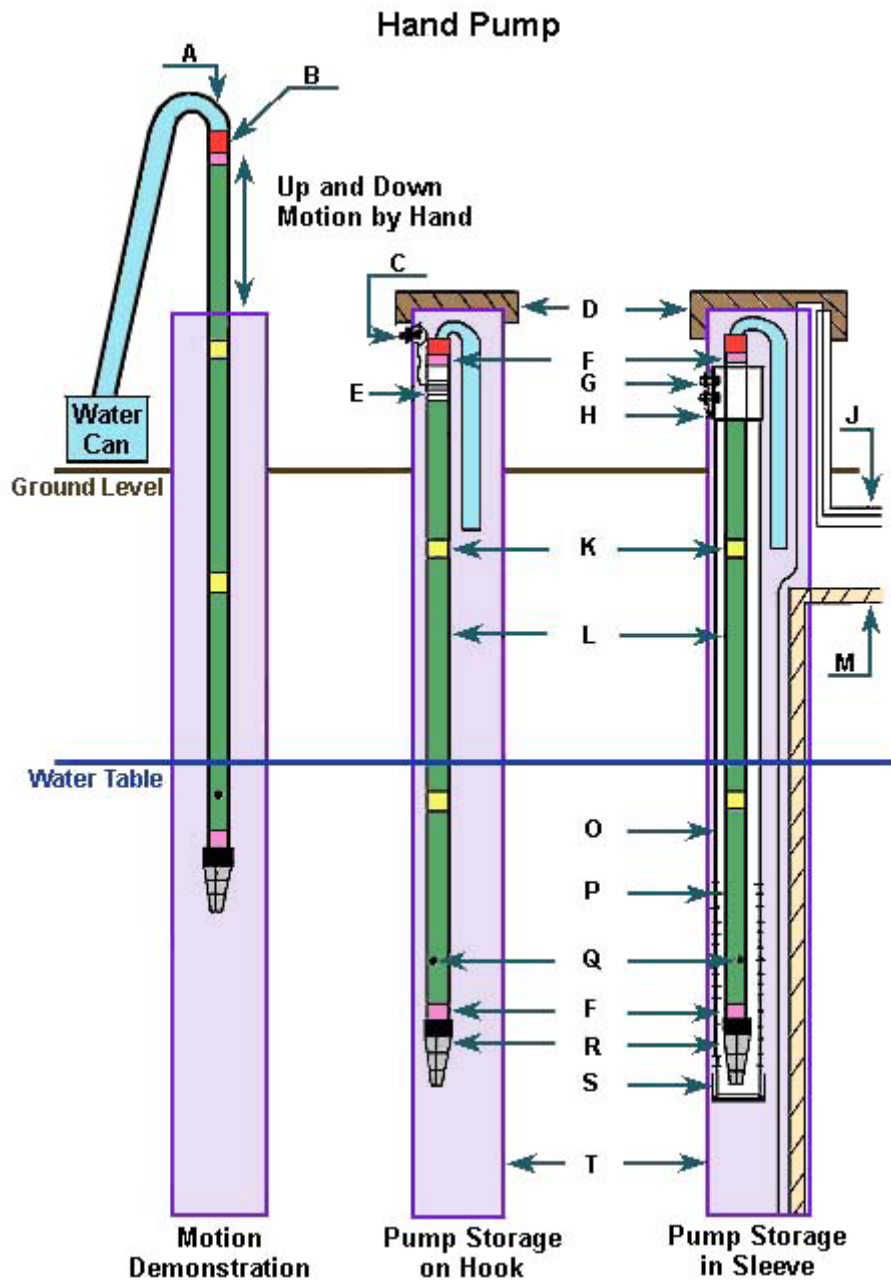 Hand Pump
A
B
Up and Down
Motion by Hand
C
D
F
E
G
H
J
Water
Can
Ground Level
K
L
M
Water Table
O
P
Q
F
R
S
T
Motion
Demonstration
Pump Storage
on Hook
Pump Storage
in Sleeve